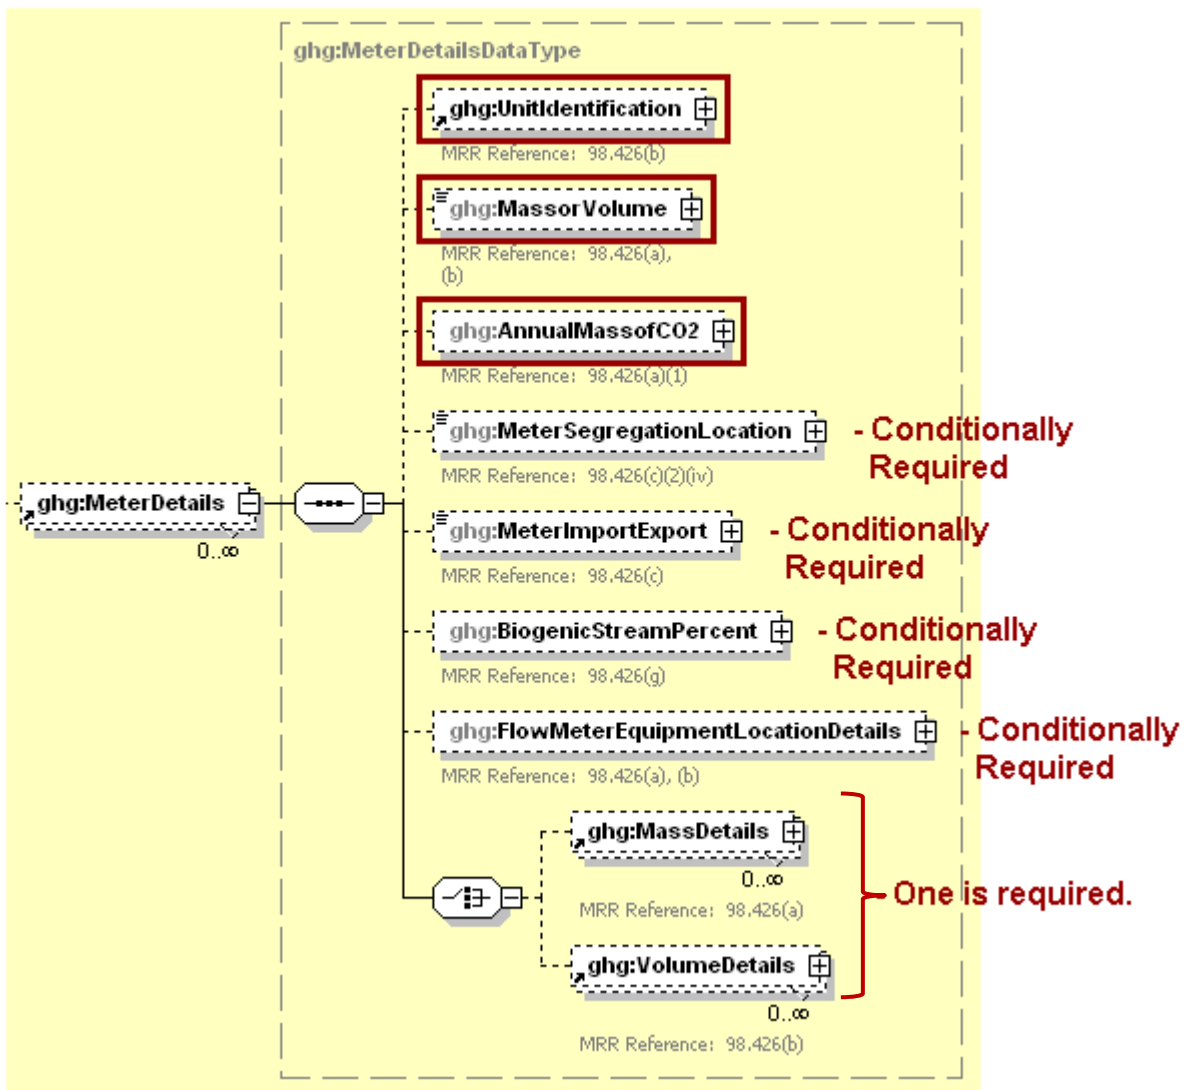 ghg:MeterDetailsDataType
ghg:UnitIdentification
MRR Reference: 98.426(b)
ghg:MassorVolume
MRR Reference: 98.426(a),
(b)
ghg:AnnualMassofCO2
MRR Reference: 98.426(a)(1)
ghg:MeterSegregationLocation
- Conditionally
Required
MRR Reference: 98.426(c)(2)(iv)
ghg:MeterDetails
0..∞
ghg:MeterImportExport
- Conditionally
Required
MRR Reference: 98.426(c)
ghg:BiogenicStreamPercent
- Conditionally
Required
MRR Reference: 98.426(g)
ghg:FlowMeterEquipmentLocationDetails
- Conditionally
Required
MRR Reference: 98.426(a), (b)
ghg:MassDetails
0..∞
MRR Reference: 98.426(a)
One is required.
ghg:VolumeDetails
0..∞
MRR Reference: 98.426(b)